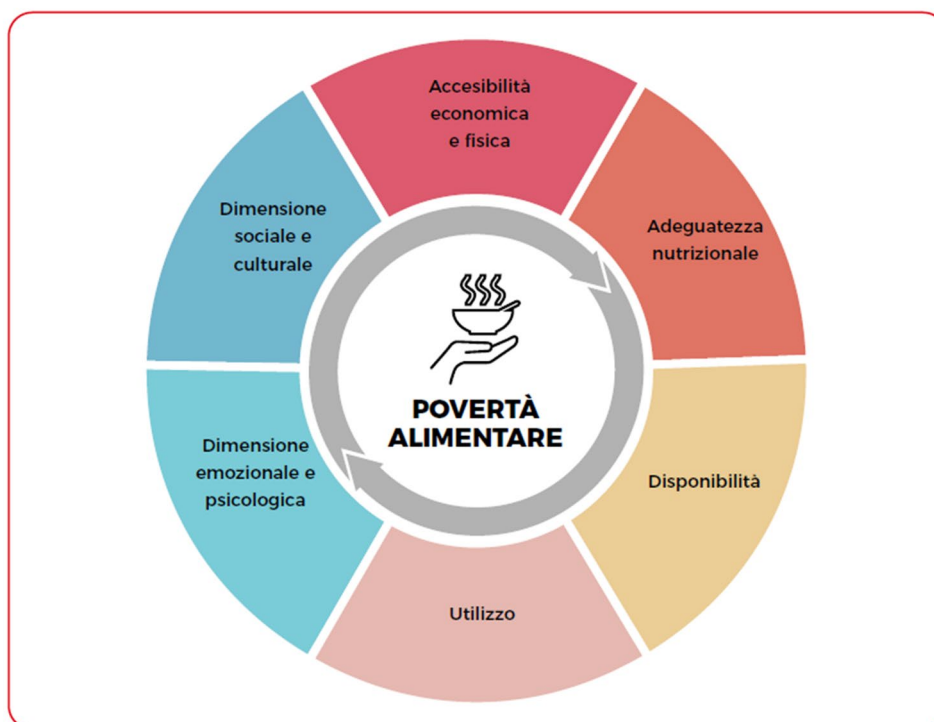 Accesibilità
economica
e fisica
Adeguatezza
nutrizionale
Disponibilità
Utilizzo
Dimensione
emozionale e
psicologica
Dimensione
sociale e
culturale
POVERTÀ
ALIMENTARE